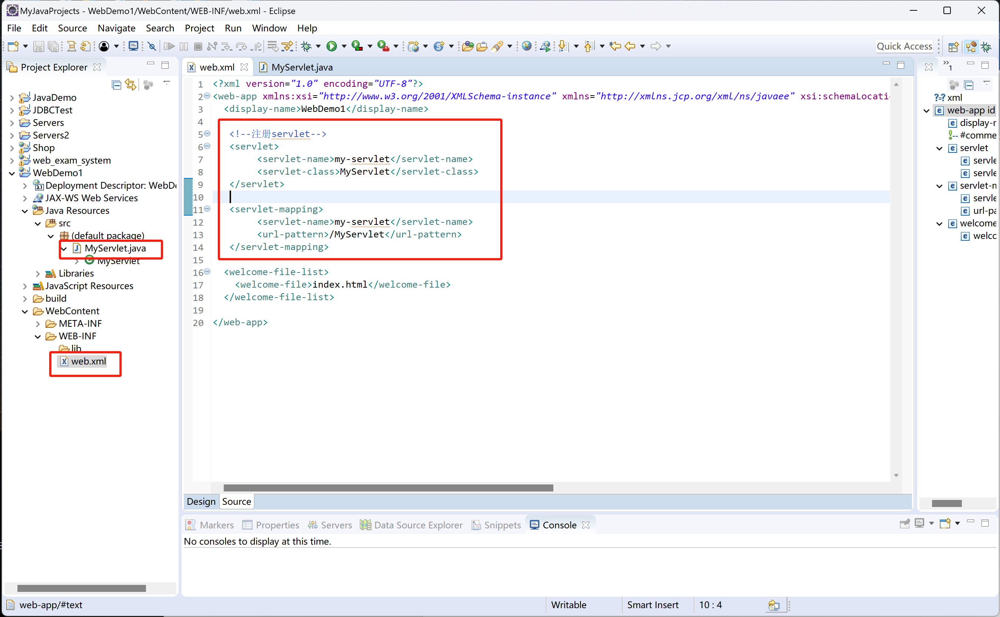 MyJavaProjects - WebDemo1/WebContent/WEB-INF/web.xml - Eclipse
File Edit Source Navigate Search Project Run Window Help
Quick Access
Project Explorer
JavaDemo
JDBCTest
Servers
Servers2
Shop
web_exam_system
WebDemo1
3.1 Deployment Descriptor: WebDe
JAX-WS Web Services
Java Resources
src
(default package)
MyServlet.java
MyServlet
Libraries
JavaScript Resources
build
WebContent
META-INF
WEB-INF
lib
web.xml
web.xml MyServlet.java
1 <?xml version="1.0" encoding="UTF-8"?>
2 <web-app xmlns:xsi="http://www.w3.org/2001/XMLSchema-instance" xmlns="http://xmlns.jcp.org/xml/ns/javaee" xsi:schemaLocati
3 <display-name>WebDemo1</display-name>
4
5 <!--注册servlet-->
6 <servlet>
7 <servlet-name>my-servlet</servlet-name>
8 <servlet-class>MyServlet</servlet-class>
9 </servlet>
10
11 <servlet-mapping>
12 <servlet-name>my-servlet</servlet-name>
13 <url-pattern>/MyServlet</url-pattern>
14 </servlet-mapping>
15
16 <welcome-file-list>
17 <welcome-file>index.html</welcome-file>
18 </welcome-file-list>
19
20 </web-app>
Design Source
»1
?=? xml
web-app id
display-n
#comme
servlet
servle
servle
servlet-m
servle
url-pa
welcome
welco
Markers Properties Servers Data Source Explorer Snippets Console
No consoles to display at this time.
web-app/#text Writable Smart Insert 10 : 4